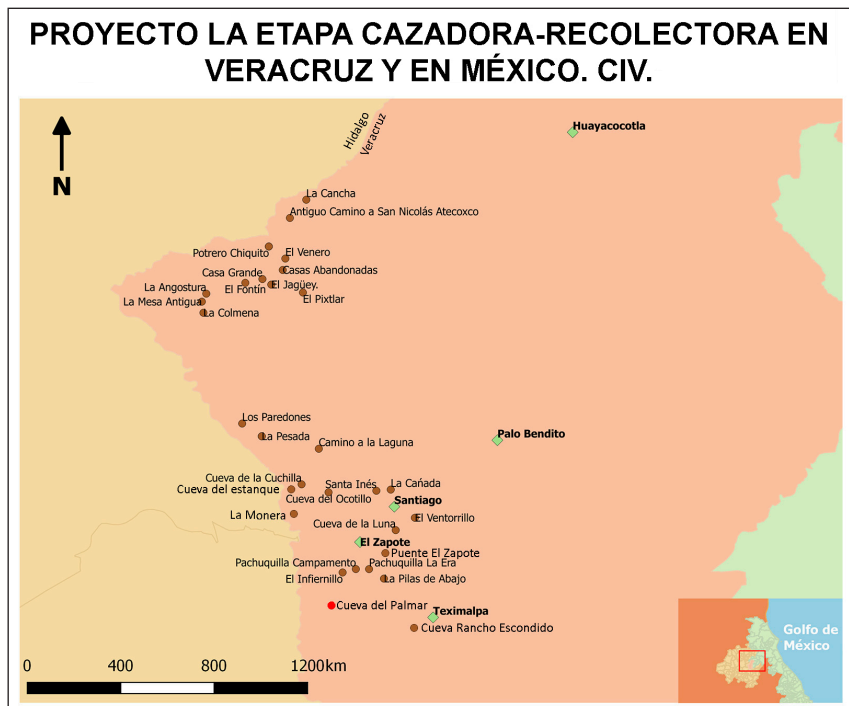 PROYECTO LA ETAPA CAZADORA-RECOLECTORA EN
VERACRUZ Y EN MÉXICO. CIV.
Hidalgo
Veracruz
Huayacocotla
N
La Cancha
Antiguo Camino a San Nicolás Atecoxco
Potrero Chiquito
El Venero
Casas Abandonadas
Casa Grande
El Fontín
El Jagüey.
La Angostura
El Pixtlar
La Mesa Antigua
La Colmena
Los Paredones
La Pesada
Camino a la Laguna
Palo Bendito
Cueva de la Cuchilla
Cueva del estanque
Santa Inés
La Cañada
Cueva del Ocotillo
Santiago
La Monera
El Ventorrillo
Cueva de la Luna
El Zapote
Puente El Zapote
Pachuquilla Campamento
Pachuquilla La Era
El Infiernillo
La Pilas de Abajo
Cueva del Palmar
Teximalpa
Cueva Rancho Escondido
Golfo de
México
0 400 800 1200km